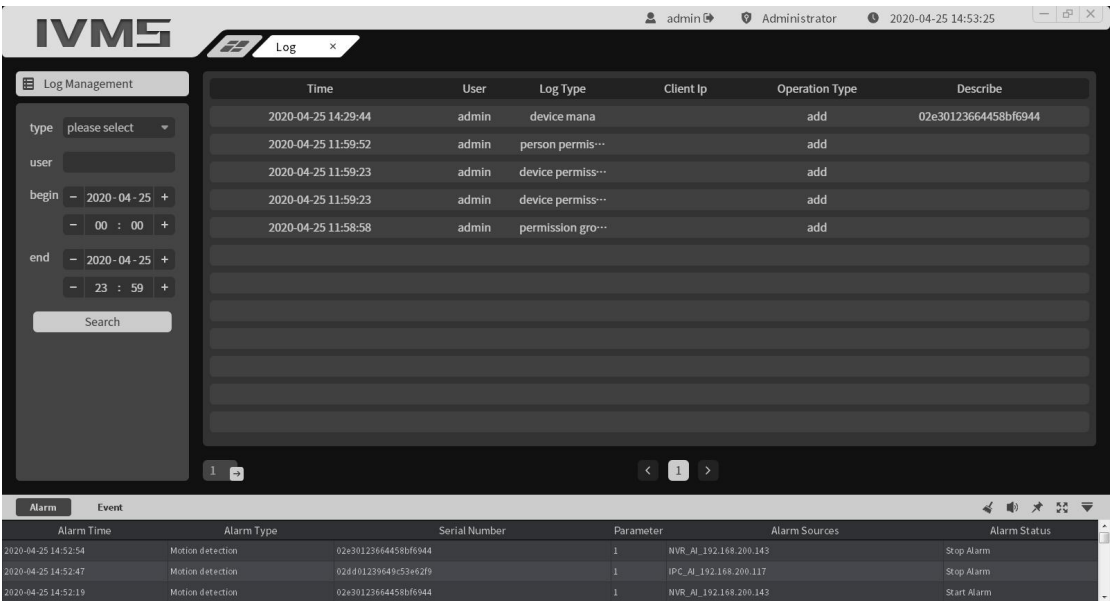 IVMS
admin Administrator 2020-04-25 14:53:25
Log ×
Log Management
type please select
user
begin − 2020-04-25 +
− 00 : 00 +
end − 2020-04-25 +
− 23 : 59 +
Search
Time User Log Type Client Ip Operation Type Describe
2020-04-25 14:29:44 admin device mana add 02e30123664458bf6944
2020-04-25 11:59:52 admin person permis··· add
2020-04-25 11:59:23 admin device permiss··· add
2020-04-25 11:59:23 admin device permiss··· add
2020-04-25 11:58:58 admin permission gro··· add
1 < 1 >
Alarm Event
Alarm Time Alarm Type Serial Number Parameter Alarm Sources Alarm Status
2020-04-25 14:52:54 Motion detection 02e30123664458bf6944 1 NVR_AI_192.168.200.143 Stop Alarm
2020-04-25 14:52:47 Motion detection 02dd01239649c53e62f9 1 IPC_AI_192.168.200.117 Stop Alarm
2020-04-25 14:52:19 Motion detection 02e30123664458bf6944 1 NVR_AI_192.168.200.143 Start Alarm